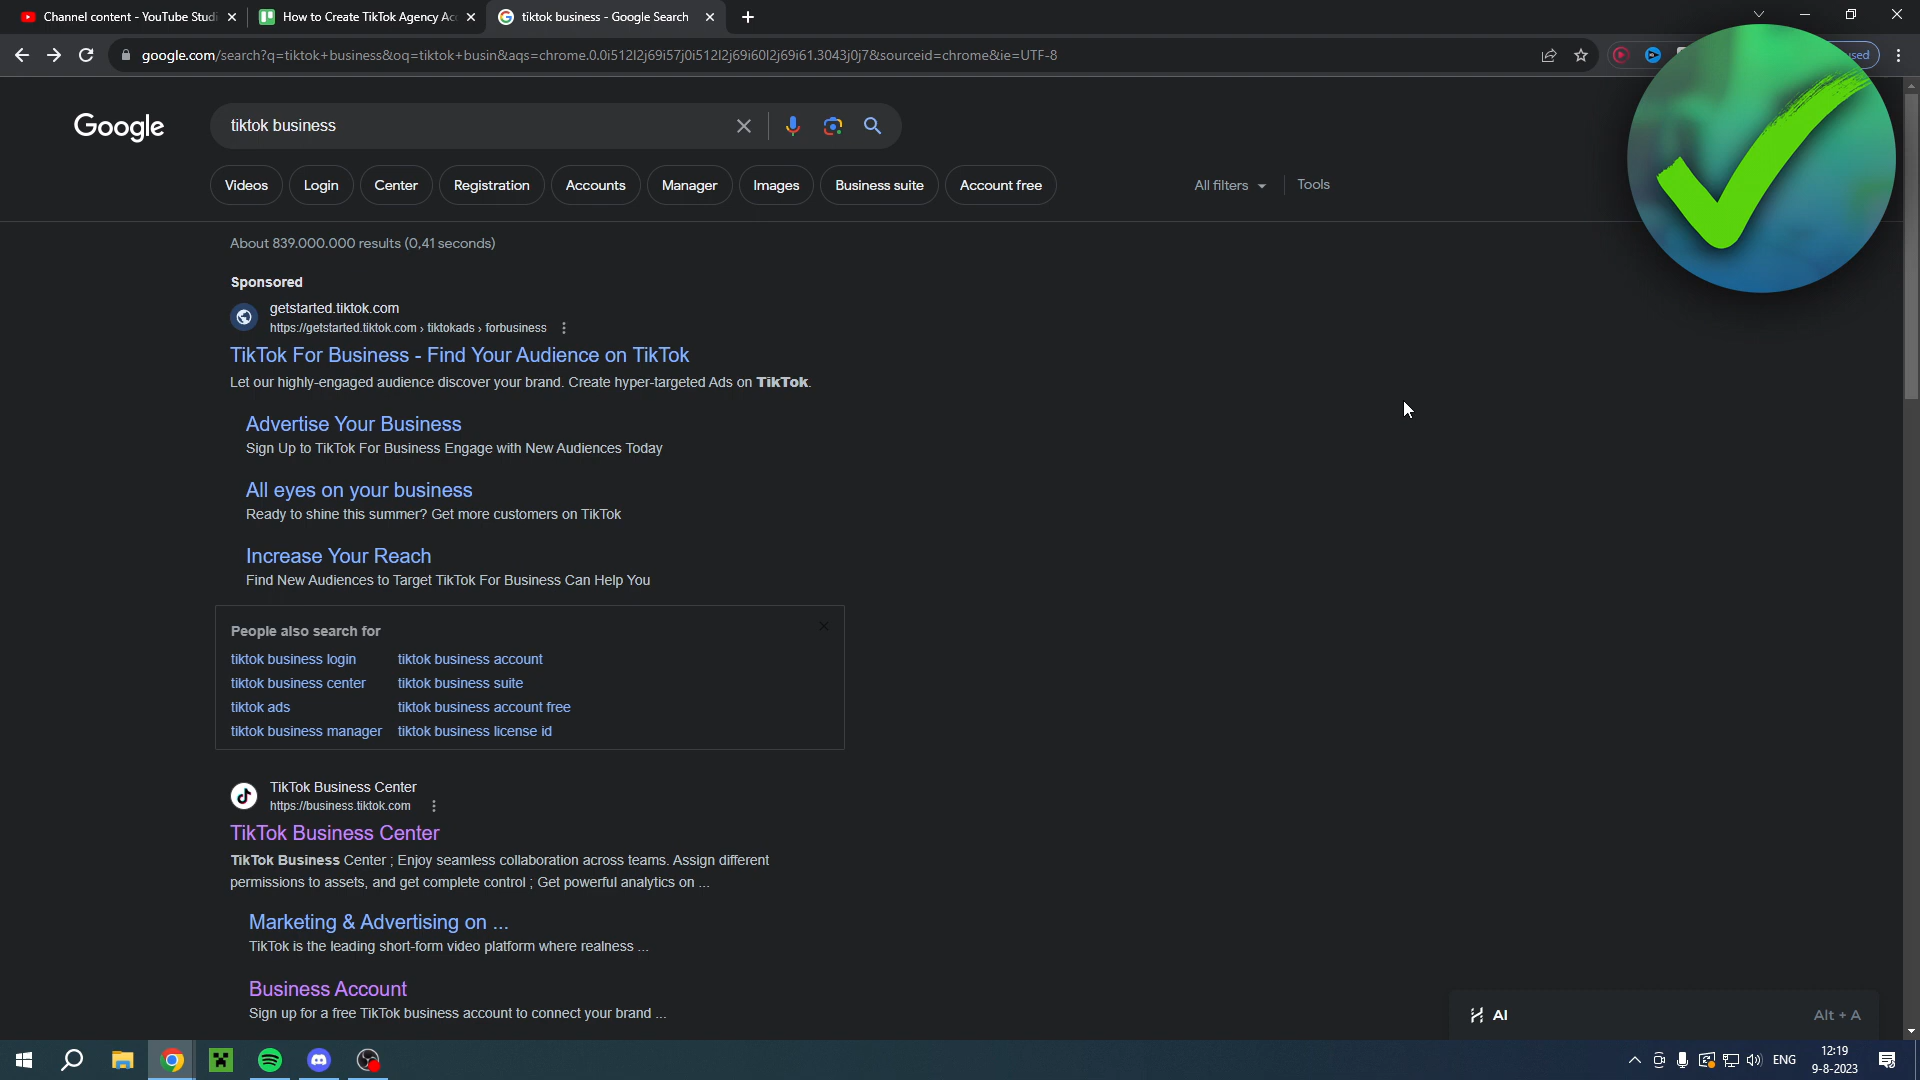 Channel content - YouTube Studi
How to Create TikTok Agency Acc
tiktok business - Google Search
google.com/search?q=tiktok+business&oq=tiktok+busin&aqs=chrome.0.0i512l2j69i57j0i512l2j69i60l2j69i61.3043j0j7&sourceid=chrome&ie=UTF-8
used
Google
tiktok business
Videos
Login
Center
Registration
Accounts
Manager
Images
Business suite
Account free
All filters
Tools
About 839.000.000 results (0,41 seconds)
Sponsored
getstarted.tiktok.com
https://getstarted.tiktok.com › tiktokads › forbusiness
TikTok For Business - Find Your Audience on TikTok
Let our highly-engaged audience discover your brand. Create hyper-targeted Ads on TikTok.
Advertise Your Business
Sign Up to TikTok For Business Engage with New Audiences Today
All eyes on your business
Ready to shine this summer? Get more customers on TikTok
Increase Your Reach
Find New Audiences to Target TikTok For Business Can Help You
People also search for
tiktok business login
tiktok business account
tiktok business center
tiktok business suite
tiktok ads
tiktok business account free
tiktok business manager
tiktok business license id
TikTok Business Center
https://business.tiktok.com
TikTok Business Center
TikTok Business Center ; Enjoy seamless collaboration across teams. Assign different
permissions to assets, and get complete control ; Get powerful analytics on ...
Marketing & Advertising on ...
TikTok is the leading short-form video platform where realness ...
Business Account
Sign up for a free TikTok business account to connect your brand ...
AI
Alt + A
ENG
12:19
9-8-2023